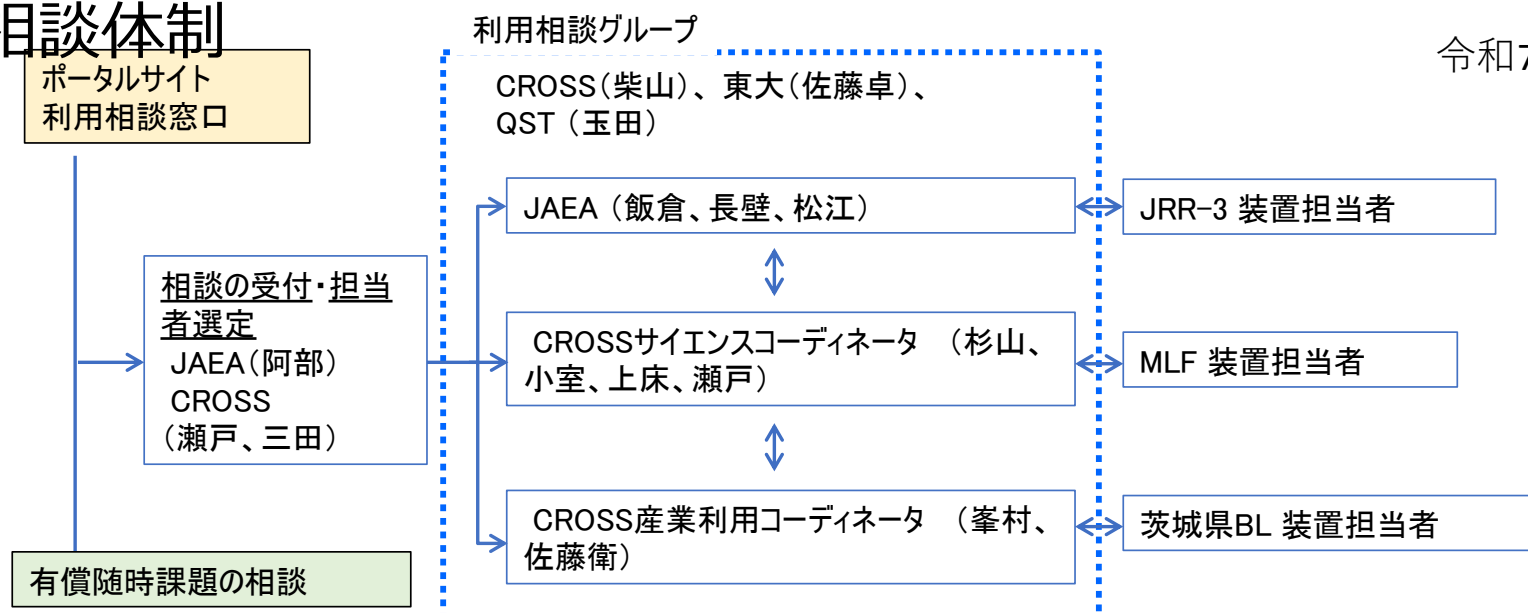 相談体制
令和7
ポータルサイト
利用相談窓口
利用相談グループ
CROSS(柴山)、東大(佐藤卓)、
QST (玉田)
相談の受付・担当
者選定
JAEA(阿部)
CROSS
(瀬戸、三田)
JAEA (飯倉、長壁、松江)
JRR-3 装置担当者
CROSSサイエンスコーディネータ (杉山、
小室、上床、瀬戸)
MLF 装置担当者
CROSS産業利用コーディネータ (峯村、
佐藤衛)
茨城県BL 装置担当者
有償随時課題の相談